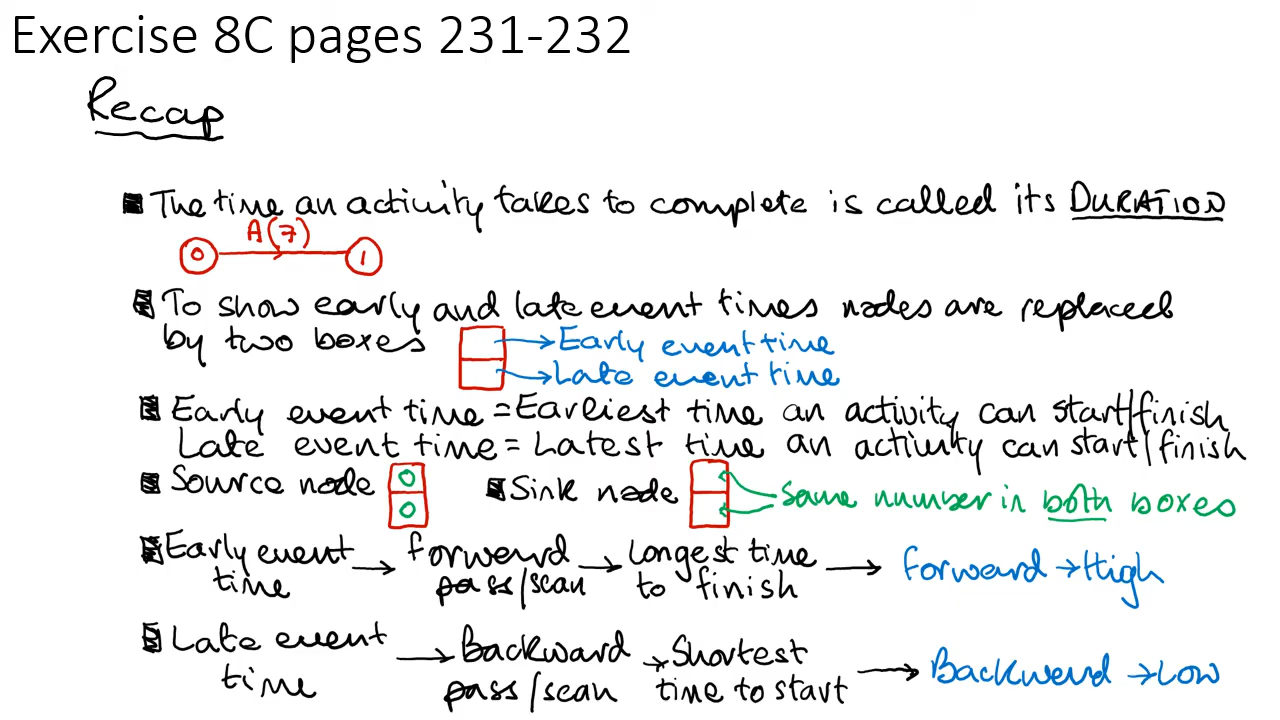 Exercise 8C pages 231-232
Recap
The time an activity takes to complete is called its DURATION
A(7)
0 1
To show early and late event times nodes are replaced
by two boxes → Early event time
→ Late event time
Early event time = Earliest time an activity can start/finish
Late event time = Latest time an activity can start/finish
Source node 0 0 Sink node Same number in both boxes
Early event time → Forward pass/scan → Longest time to finish → Forward → High
Late event time → Backward pass/scan → Shortest time to start → Backward → Low